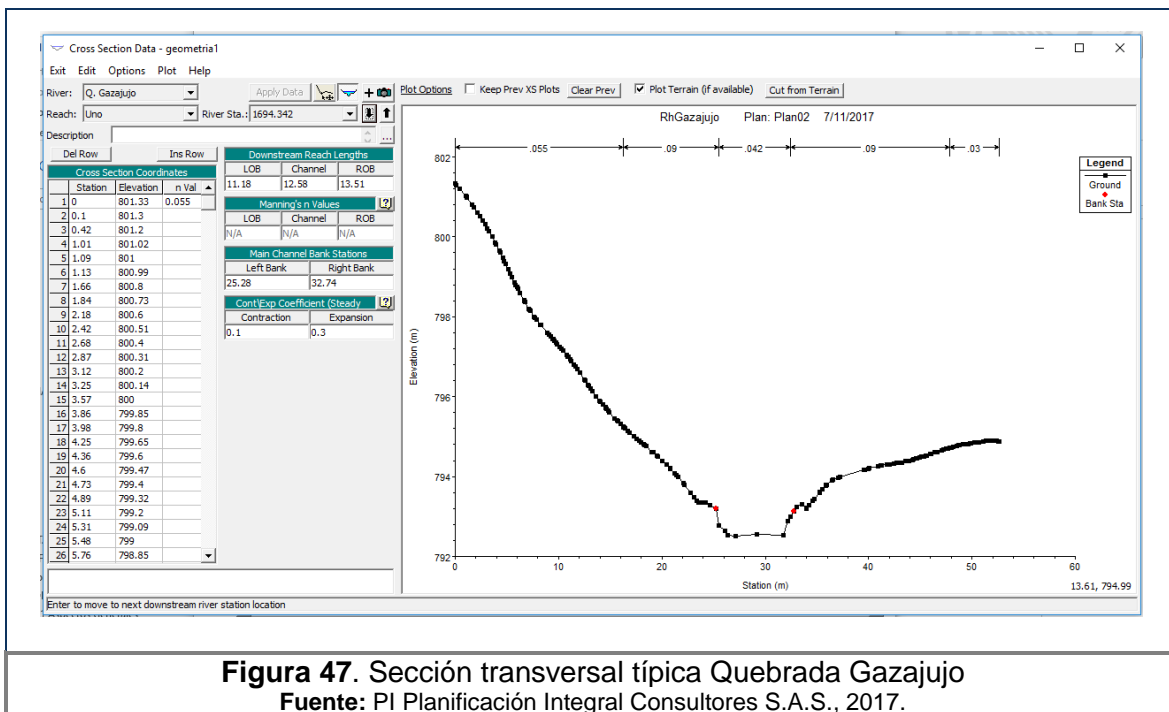 Cross Section Data - geometria1
Exit Edit Options Plot Help
River: Q. Gazajujo Apply Data
Reach: Uno River Sta.: 1694.342
Description ...
Del Row Ins Row
Cross Section Coordinates
Station Elevation n Val
1 0 801.33 0.055
2 0.1 801.3
3 0.42 801.2
4 1.01 801.02
5 1.09 801
6 1.13 800.99
7 1.66 800.8
8 1.84 800.73
9 2.18 800.6
10 2.42 800.51
11 2.68 800.4
12 2.87 800.31
13 3.12 800.2
14 3.25 800.14
15 3.57 800
16 3.86 799.85
17 3.98 799.8
18 4.25 799.65
19 4.36 799.6
20 4.6 799.47
21 4.73 799.4
22 4.89 799.32
23 5.11 799.2
24 5.31 799.09
25 5.48 799
26 5.76 798.85
Downstream Reach Lengths
LOB Channel ROB
11.18 12.58 13.51
Manning's n Values ?
LOB Channel ROB
N/A N/A N/A
Main Channel Bank Stations
Left Bank Right Bank
25.28 32.74
Cont\Exp Coefficient (Steady ?
Contraction Expansion
0.1 0.3
Enter to move to next downstream river station location
Plot Options Keep Prev XS Plots Clear Prev Plot Terrain (if available) Cut from Terrain
RhGazajujo Plan: Plan02 7/11/2017
.055 .09 .042 .09 .03
802
800
798
796
794
792
Elevation (m)
0 10 20 30 40 50 60
Station (m)
13.61, 794.99
Legend
Ground
Bank Sta
Figura 47. Sección transversal típica Quebrada Gazajujo
Fuente: PI Planificación Integral Consultores S.A.S., 2017.